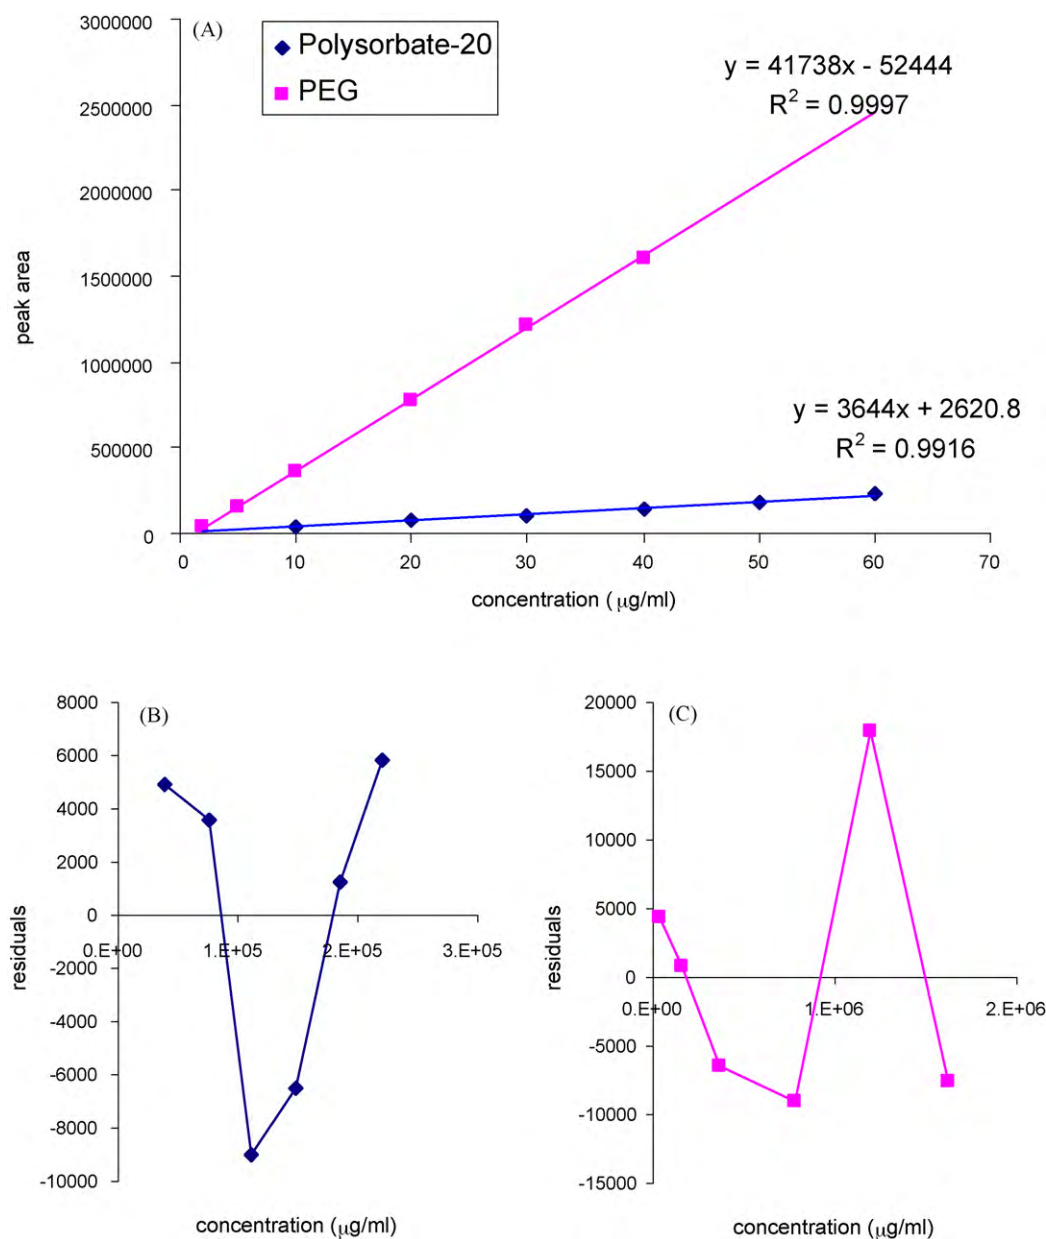 (A)
Polysorbate-20
PEG
y = 41738x - 52444
R² = 0.9997
y = 3644x + 2620.8
R² = 0.9916
3000000
2500000
2000000
1500000
1000000
500000
0
peak area
0 10 20 30 40 50 60 70
concentration ( μg/ml)
(B)
8000
6000
4000
2000
0
-2000
-4000
-6000
-8000
-10000
residuals
0.E+00 1.E+05 2.E+05 3.E+05
concentration (μg/ml)
(C)
20000
15000
10000
5000
0
-5000
-10000
-15000
residuals
0.E+00 1.E+06 2.E+06
concentration (μg/ml)